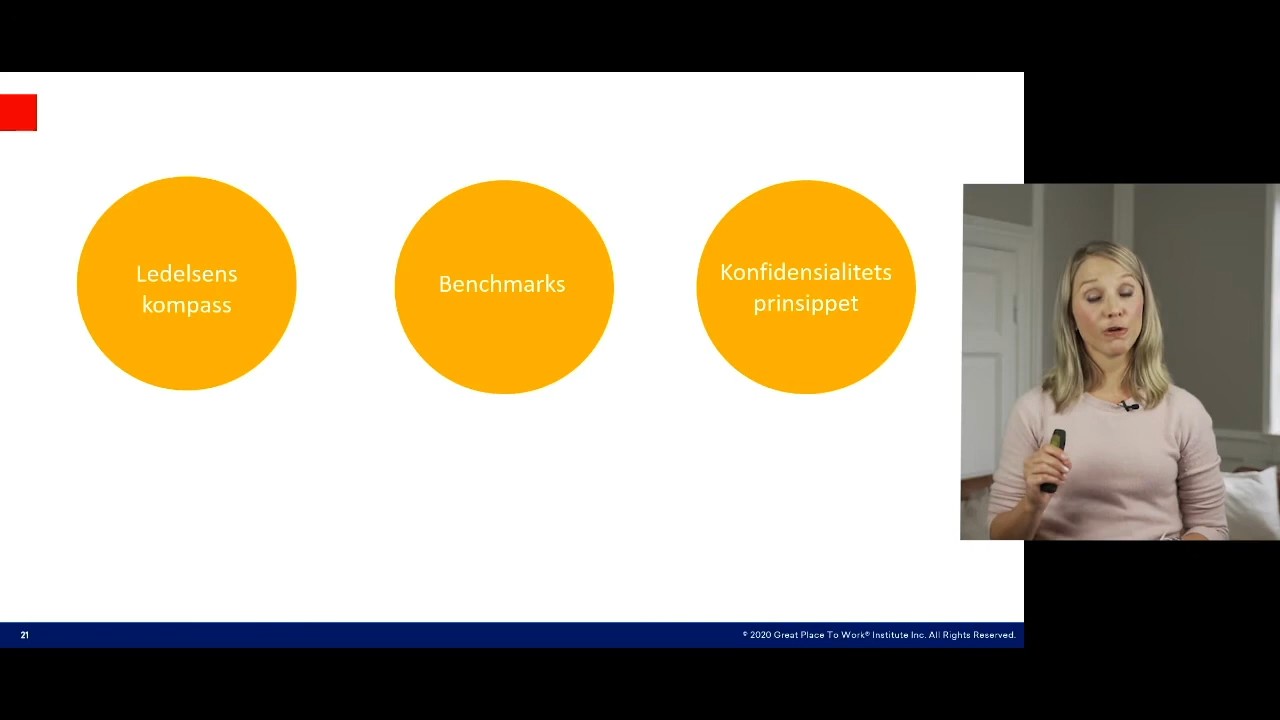 Ledelsens
kompass
Benchmarks
Konfidensialitets
prinsippet
21
© 2020 Great Place To Work® Institute Inc. All Rights Reserved.